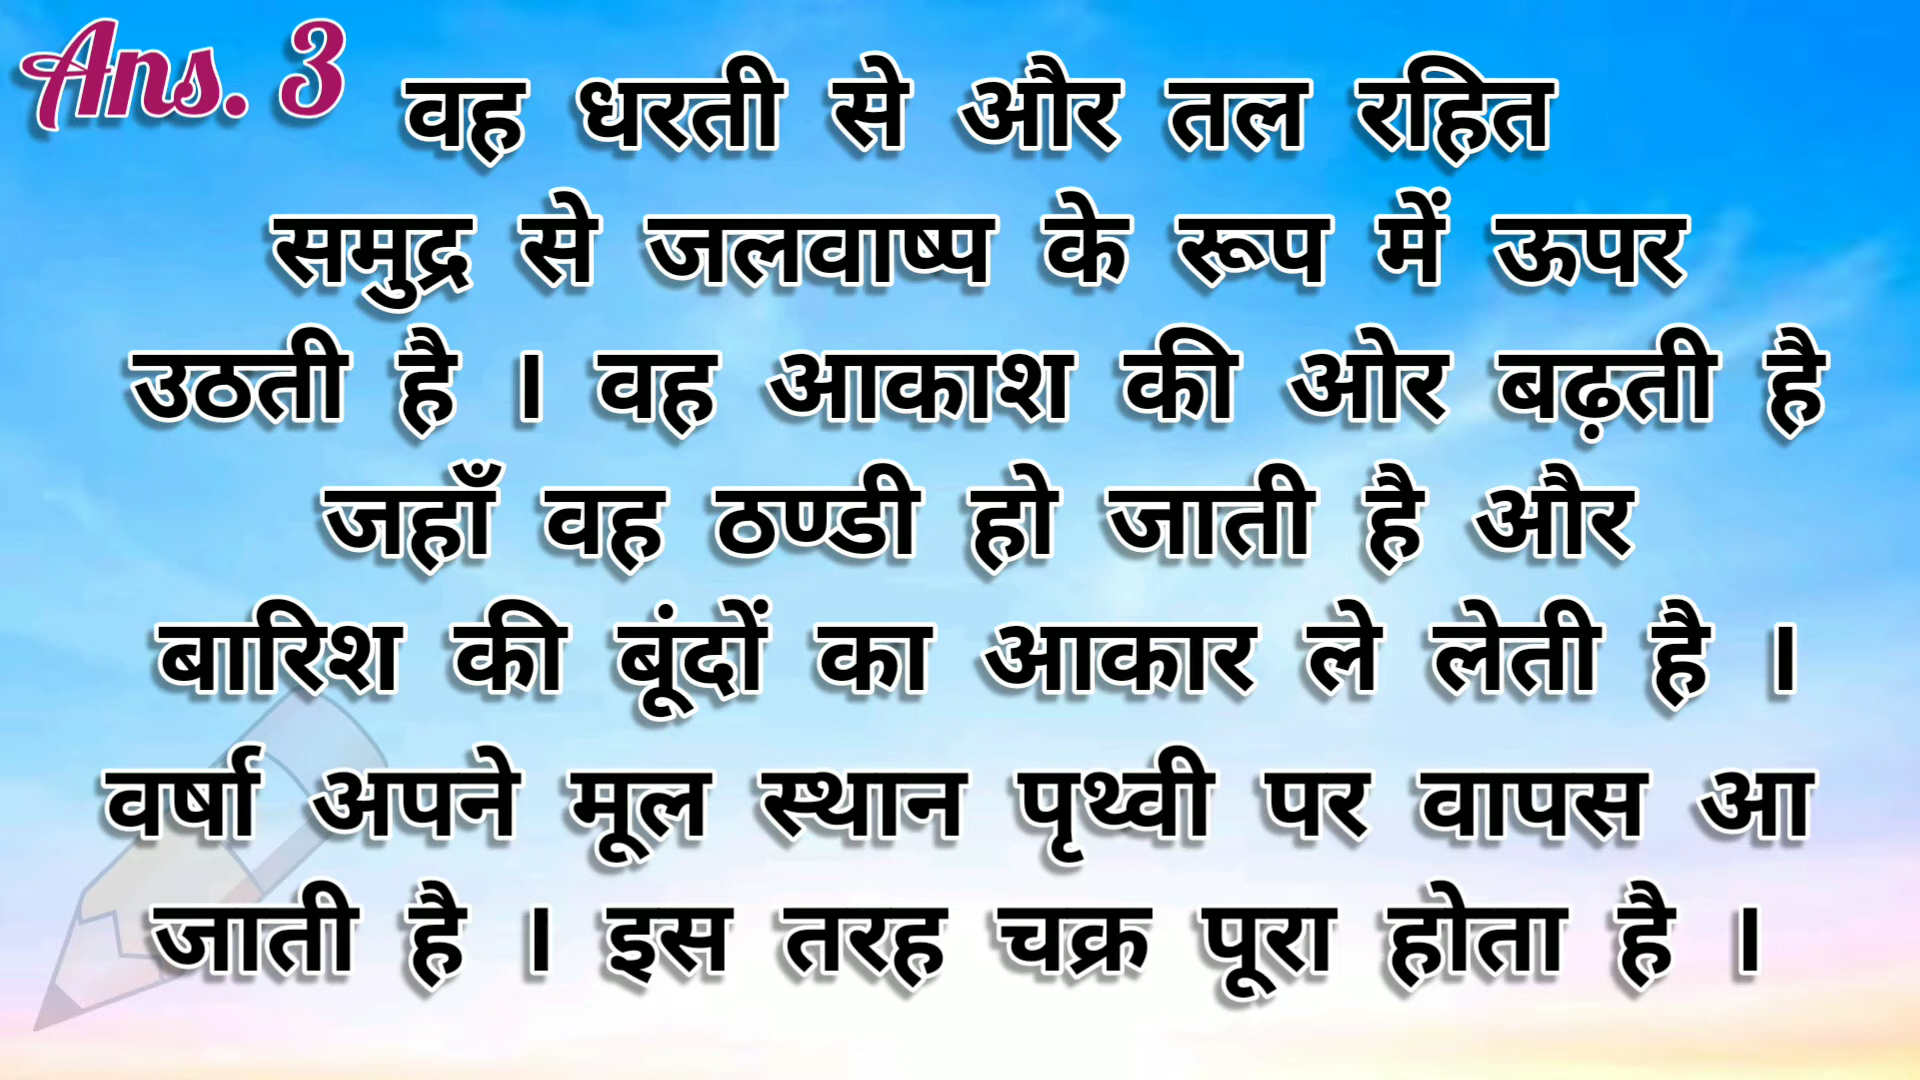 Ans. 3
वह धरती से और तल रहित
समुद्र से जलवाष्प के रूप में ऊपर
उठती है । वह आकाश की ओर बढ़ती है
जहाँ वह ठण्डी हो जाती है और
बारिश की बूंदों का आकार ले लेती है ।
वर्षा अपने मूल स्थान पृथ्वी पर वापस आ
जाती है । इस तरह चक्र पूरा होता है ।